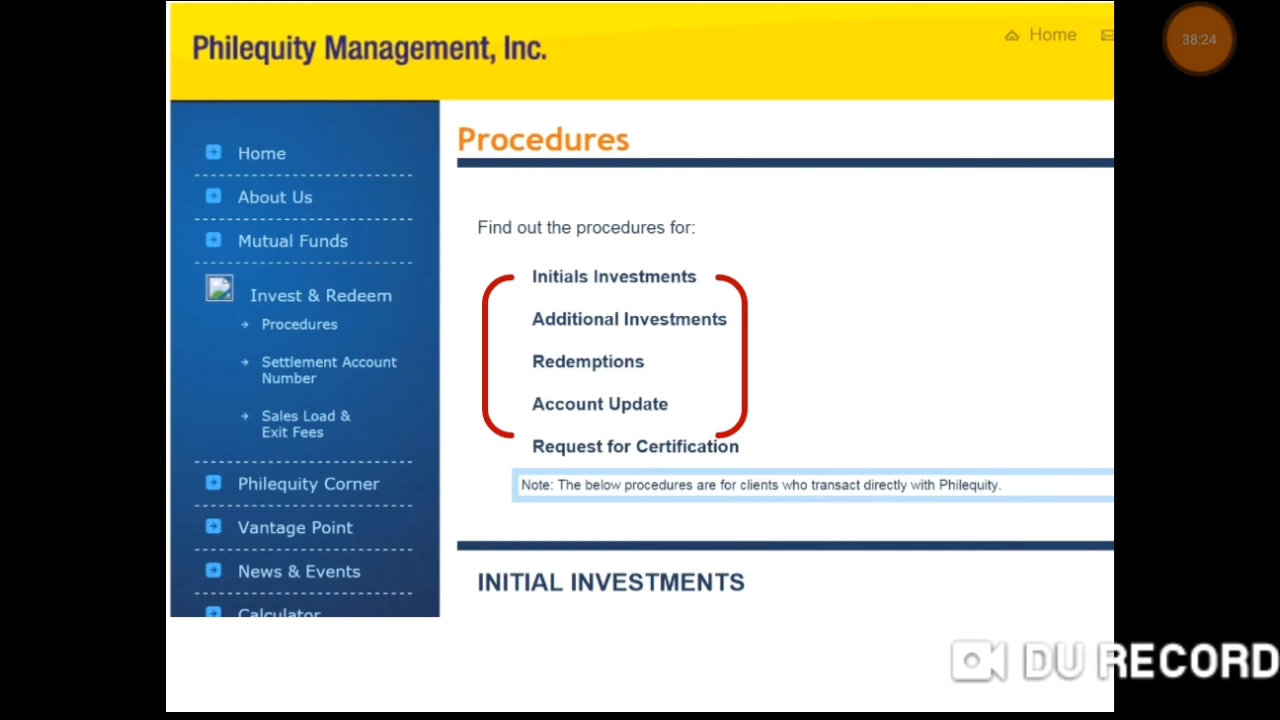 Philequity Management, Inc.
Home
38:24
Home
About Us
Mutual Funds
Invest & Redeem
Procedures
Settlement Account
Number
Sales Load &
Exit Fees
Philequity Corner
Vantage Point
News & Events
Calculator
Procedures
Find out the procedures for:
Initials Investments
Additional Investments
Redemptions
Account Update
Request for Certification
Note: The below procedures are for clients who transact directly with Philequity.
INITIAL INVESTMENTS
DU RECORD